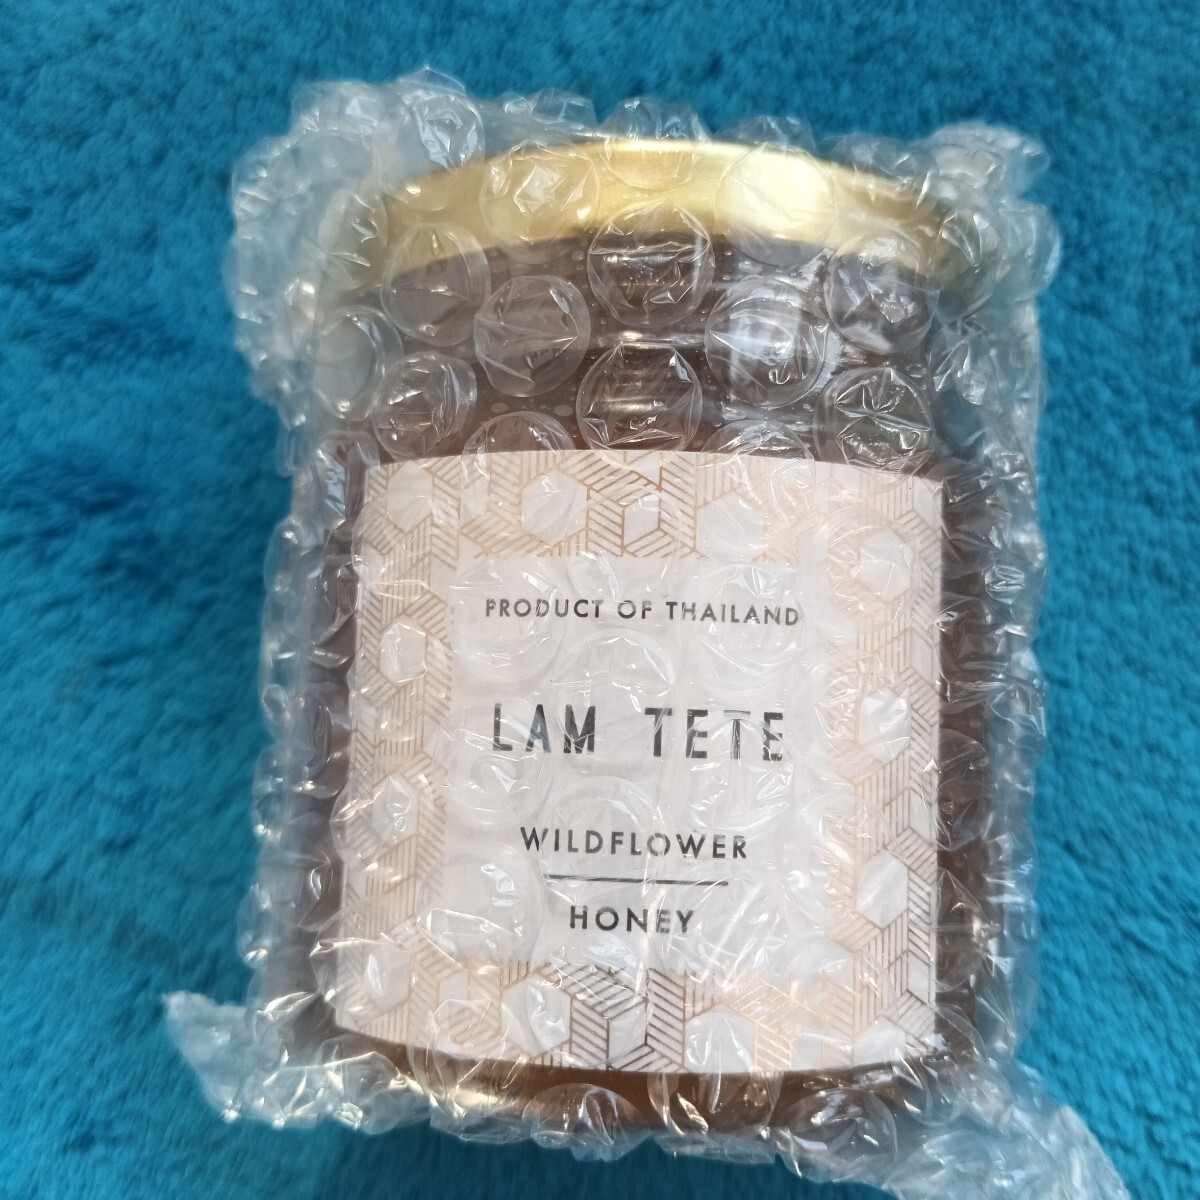 PRODUCT OF THAILAND
LAM TETE
WILDFLOWER
HONEY